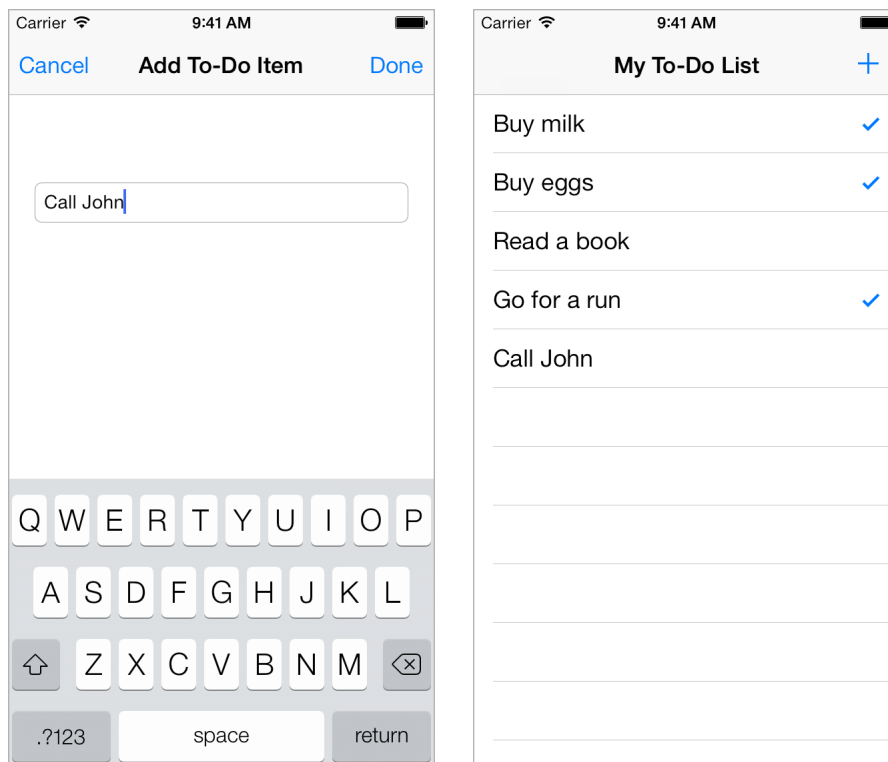 Carrier 9:41 AM
Cancel Add To-Do Item Done
Call John
Q W E R T Y U I O P
A S D F G H J K L
Z X C V B N M
.?123 space return
Carrier 9:41 AM
My To-Do List +
Buy milk
Buy eggs
Read a book
Go for a run
Call John